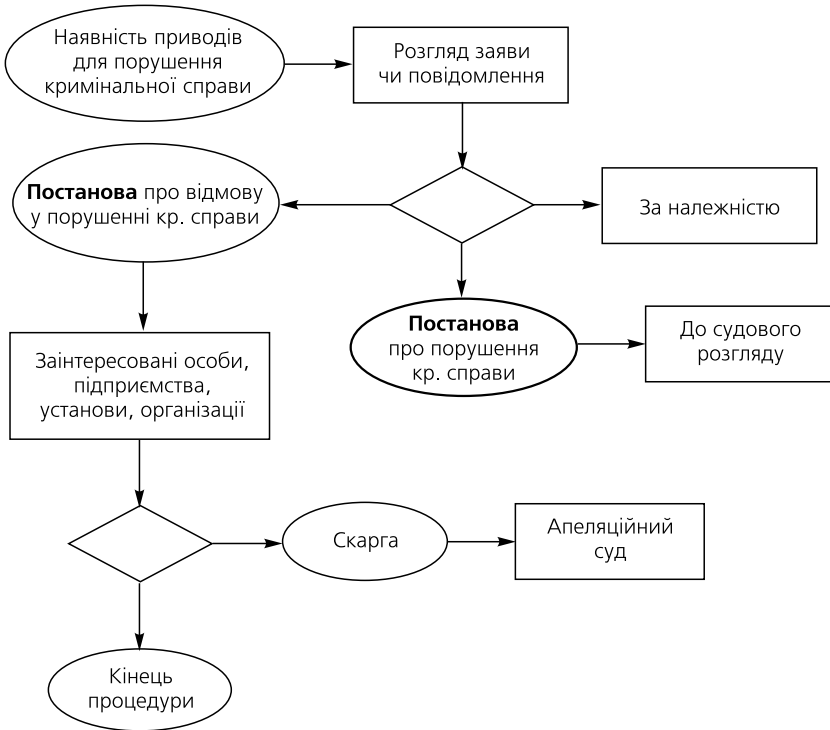 Наявність приводів
для порушення
кримінальної справи
Розгляд заяви
чи повідомлення
Постанова про відмову
у порушенні кр. справи
За належністю
Постанова
про порушення
кр. справи
До судового
розгляду
Заінтересовані особи,
підприємства,
установи, організації
Скарга
Апеляційний
суд
Кінець
процедури